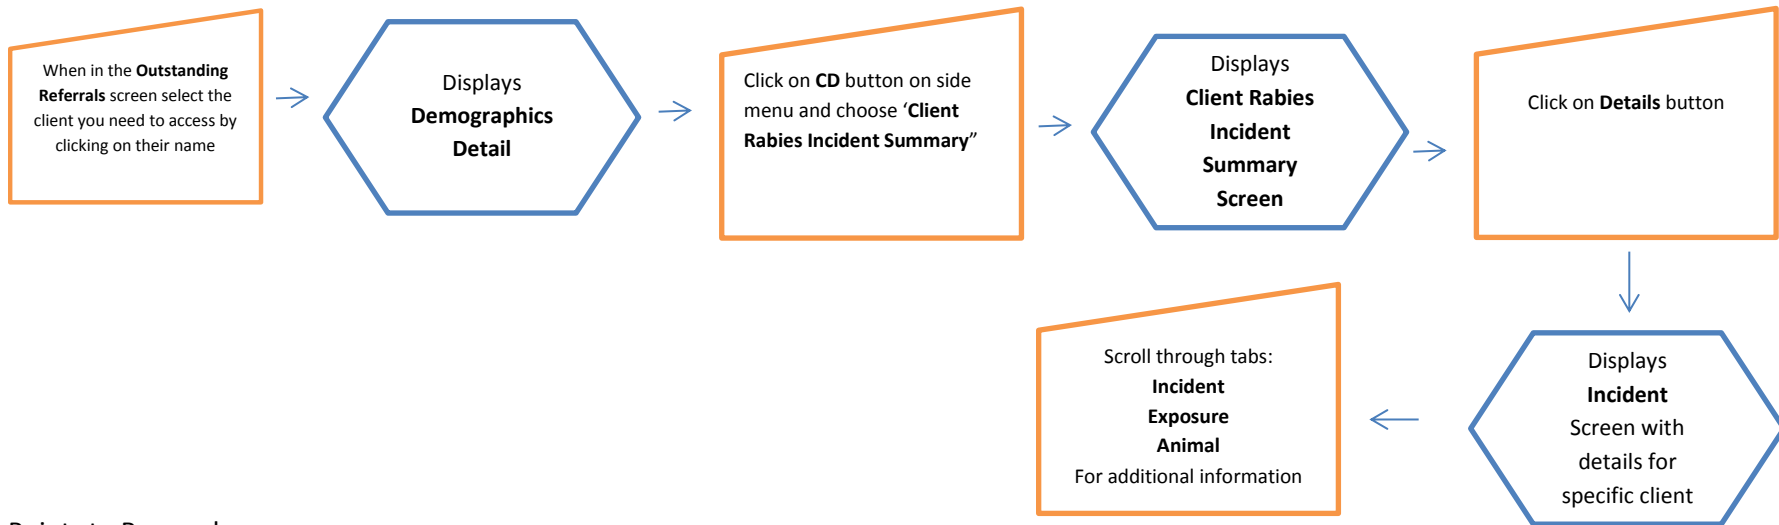 When in the Outstanding
Referrals screen select the
client you need to access by
clicking on their name
Displays
Demographics
Detail
Click on CD button on side
menu and choose ‘Client
Rabies Incident Summary”
Displays
Client Rabies
Incident
Summary
Screen
Click on Details button
Displays
Incident
Screen with
details for
specific client
Scroll through tabs:
Incident
Exposure
Animal
For additional information